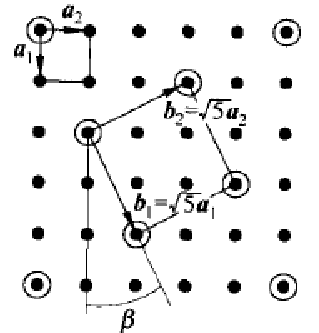 a₂
a₁
b₂=√5a₂
b₁=√5a₁
β